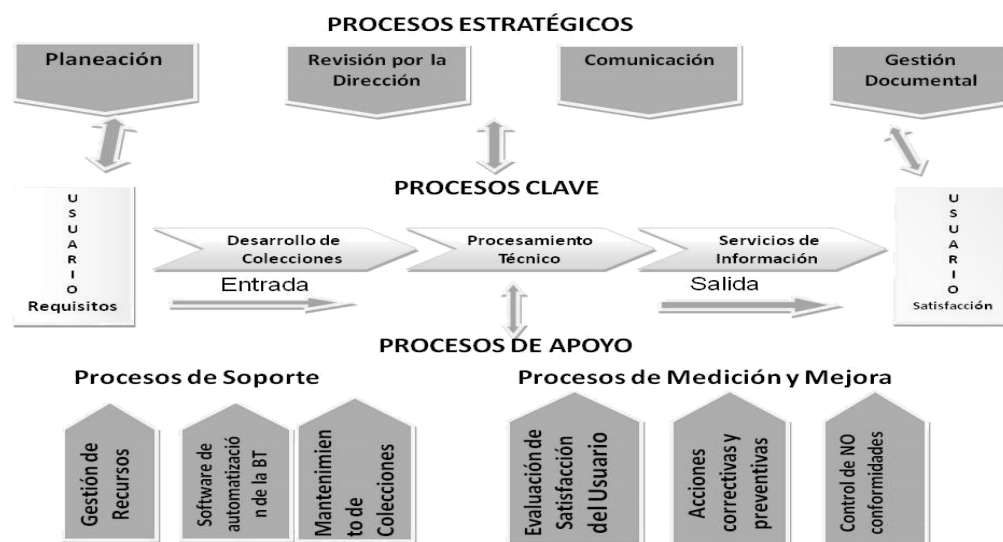 PROCESOS ESTRATÉGICOS
Planeación
Revisión por la
Dirección
Comunicación
Gestión
Documental
PROCESOS CLAVE
USUARIO
Requisitos
Desarrollo de
Colecciones
Procesamiento
Técnico
Servicios de
Información
USUARIO
Satisfacción
Entrada
Salida
PROCESOS DE APOYO
Procesos de Soporte
Procesos de Medición y Mejora
Gestión de
Recursos
Software de
automatizació
n de la BT
Mantenimien
to de
Colecciones
Evaluación de
Satisfacción
del Usuario
Acciones
correctivas y
preventivas
Control de NO
conformidades